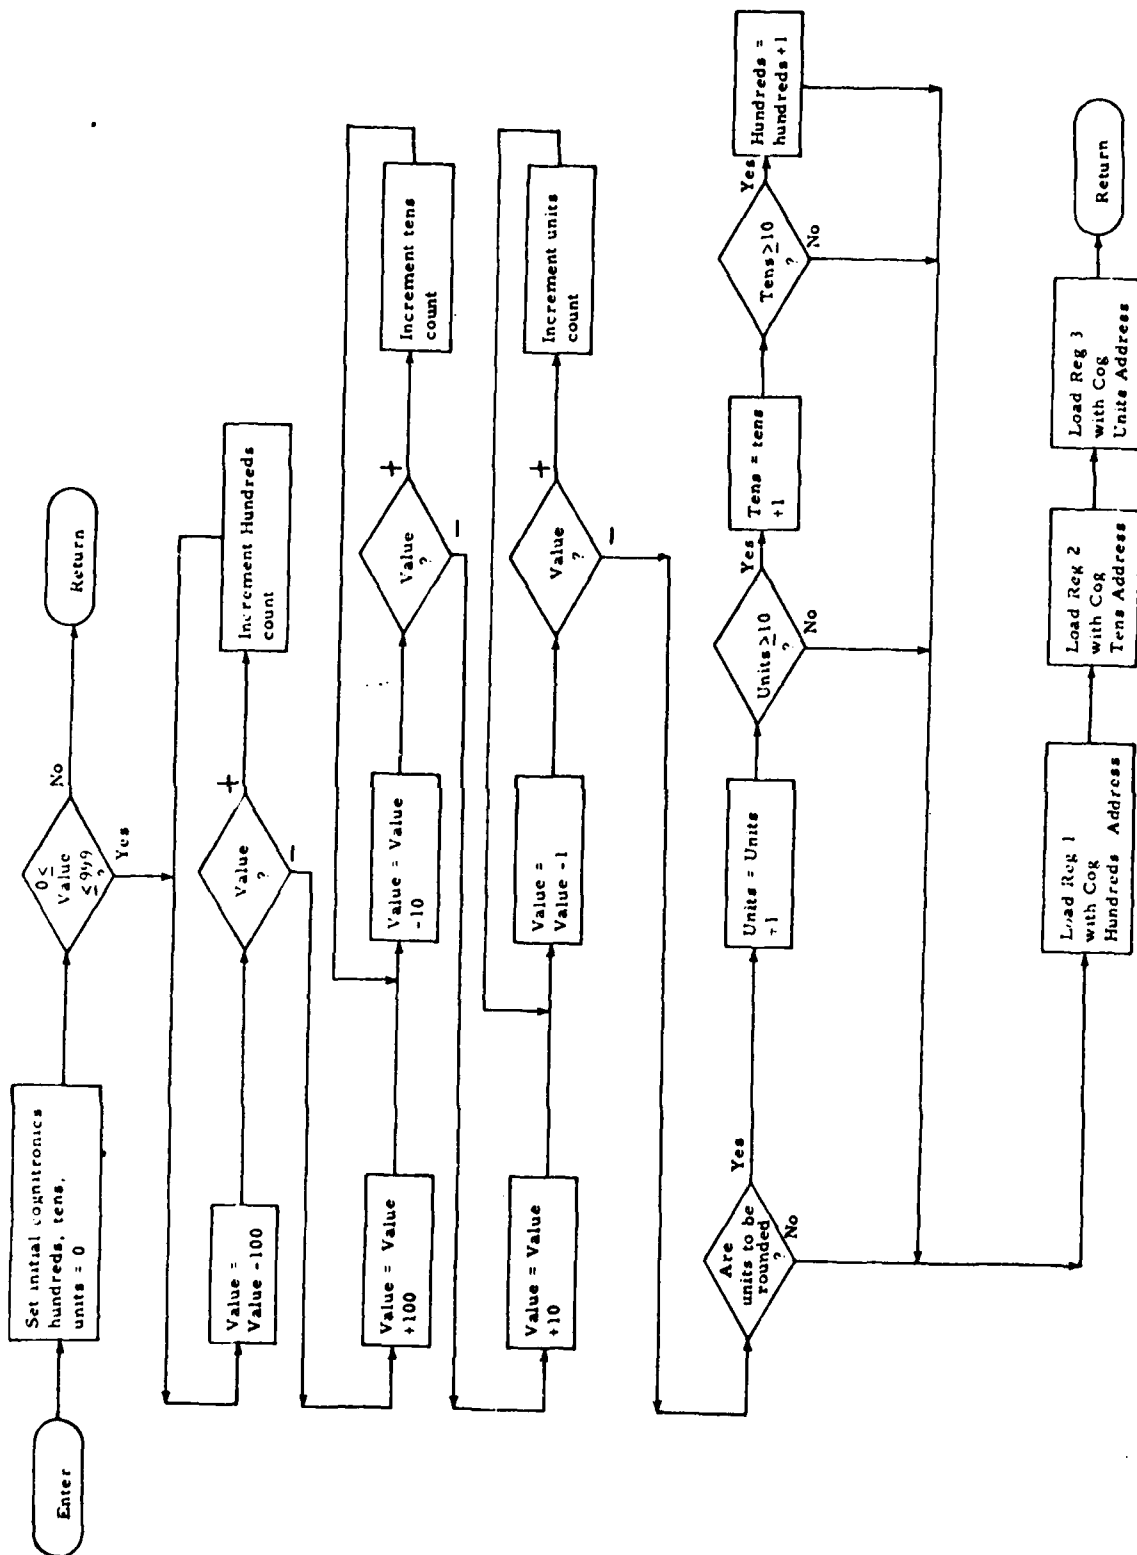 Enter
Set initial cognitronics
hundreds, tens,
units = 0
0 ≤
Value
≤ 999
?
No
Return
Yes
Value =
Value -100
Value
?
+
−
Increment Hundreds
count
Value = Value
+100
Value = Value
-10
Value
?
+
−
Increment tens
count
Value = Value
+10
Value =
Value -1
Value
?
+
−
Increment units
count
Are
units to be
rounded
?
Yes
No
Units = Units
+1
Units ≥ 10
?
Yes
No
Tens = tens
+1
Tens ≥ 10
?
Yes
No
Hundreds =
hundreds +1
Load Reg 1
with Cog
Hundreds Address
Load Reg 2
with Cog
Tens Address
Load Reg 3
with Cog
Units Address
Return